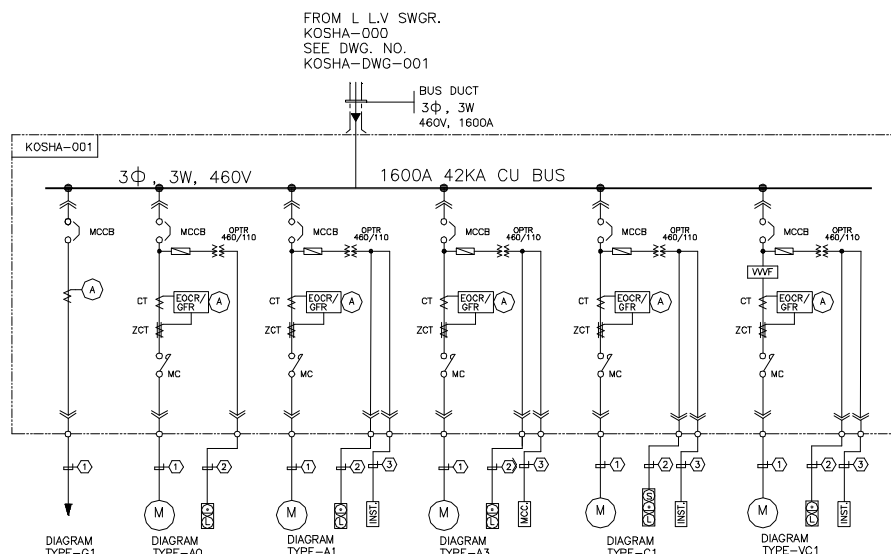 FROM L L.V SWGR.
KOSHA-000
SEE DWG. NO.
KOSHA-DWG-001
BUS DUCT
3Φ, 3W
460V, 1600A
KOSHA-001
3Φ, 3W, 460V
1600A 42KA CU BUS
MCCB
MCCB OPTR 460/110
MCCB OPTR 460/110
MCCB OPTR 460/110
MCCB OPTR 460/110
MCCB OPTR 460/110
VVVF
A
CT EOCR/GFR A
CT EOCR/GFR A
CT EOCR/GFR A
CT EOCR/GFR A
CT EOCR/GFR A
ZCT ZCT ZCT ZCT ZCT
MC MC MC MC MC
1 1 2 1 2 3 1 2 3 1 2 3 1 2 3
M L
M L INST.
M L MCC.
M S L INST.
M L INST.
DIAGRAM
TYPE-G1
DIAGRAM
TYPE-A0
DIAGRAM
TYPE-A1
DIAGRAM
TYPE-A3
DIAGRAM
TYPE-C1
DIAGRAM
TYPE-VC1